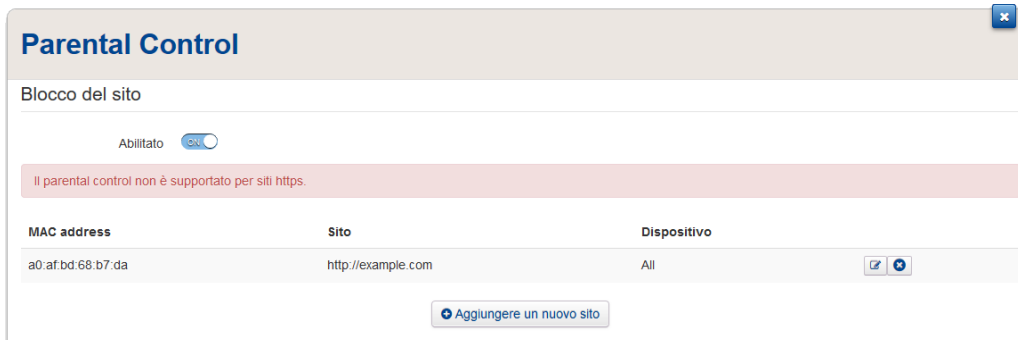 Parental Control
Blocco del sito
Abilitato ON
Il parental control non è supportato per siti https.
MAC address Sito Dispositivo
a0:af:bd:68:b7:da http://example.com All
Aggiungere un nuovo sito